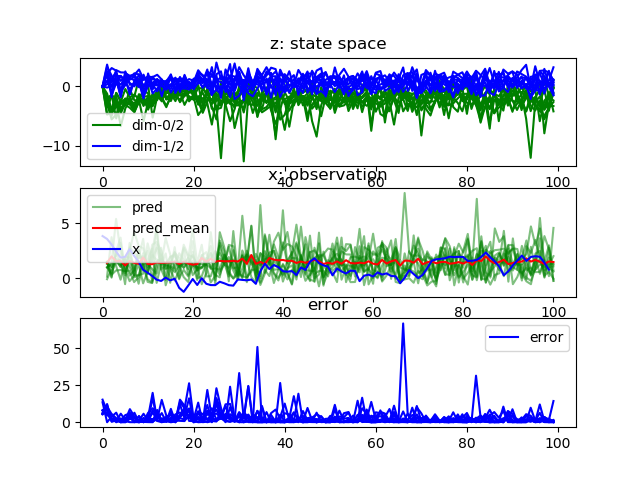 z: state space
0
−10
dim-0/2
dim-1/2
0 20 40 60 80 100
x: observation
5
0
pred
pred_mean
x
0 20 40 60 80 100
error
50
25
0
error
0 20 40 60 80 100